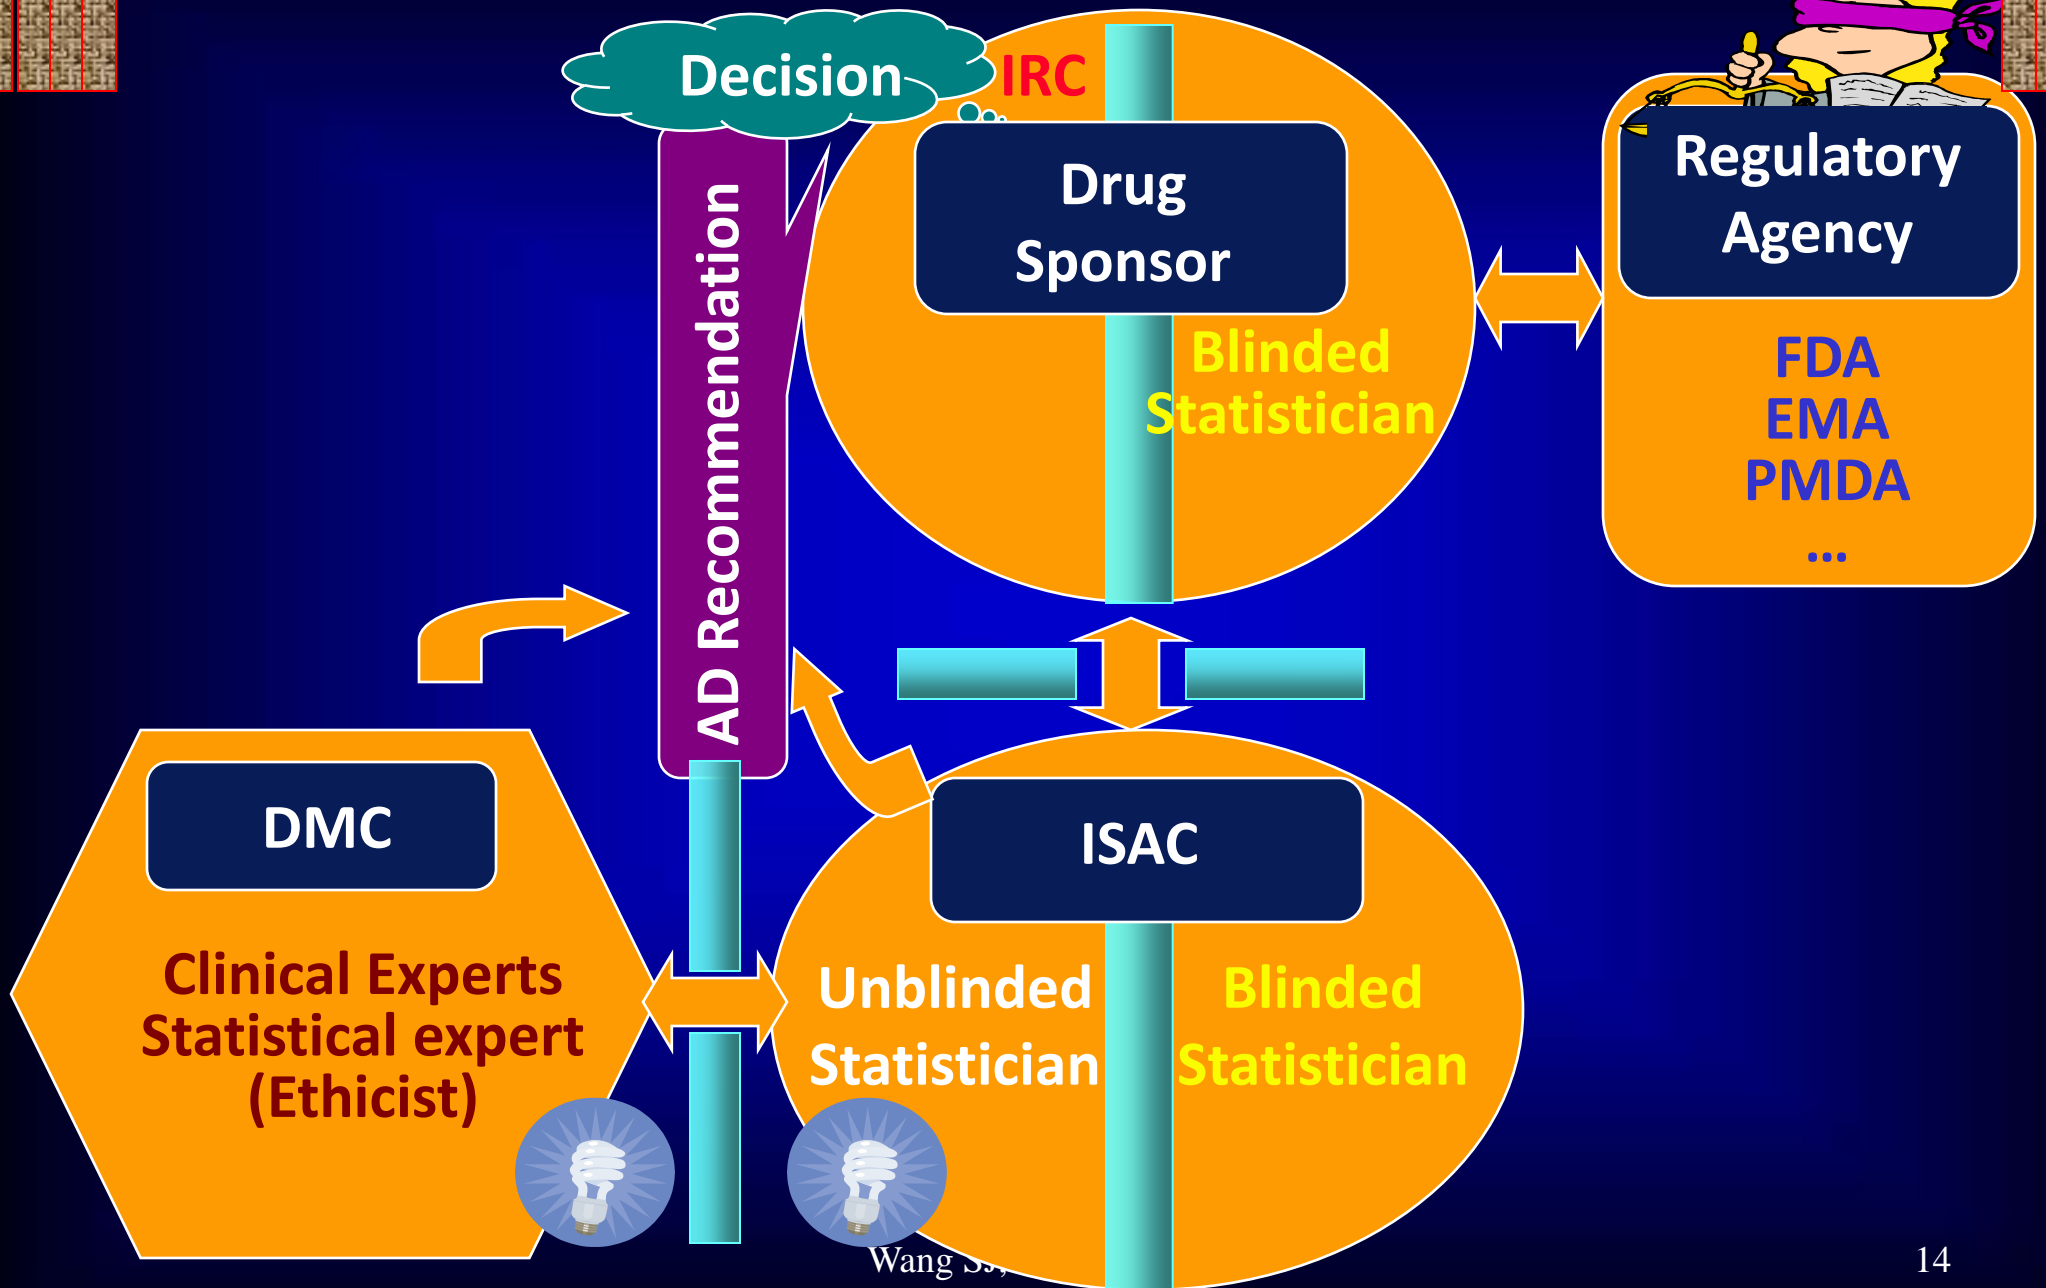 Decision
IRC
Drug
Sponsor
Blinded
Statistician
Regulatory
Agency
FDA
EMA
PMDA
...
AD Recommendation
DMC
Clinical Experts
Statistical expert
(Ethicist)
ISAC
Unblinded
Statistician
Blinded
Statistician
Wang SJ,
14